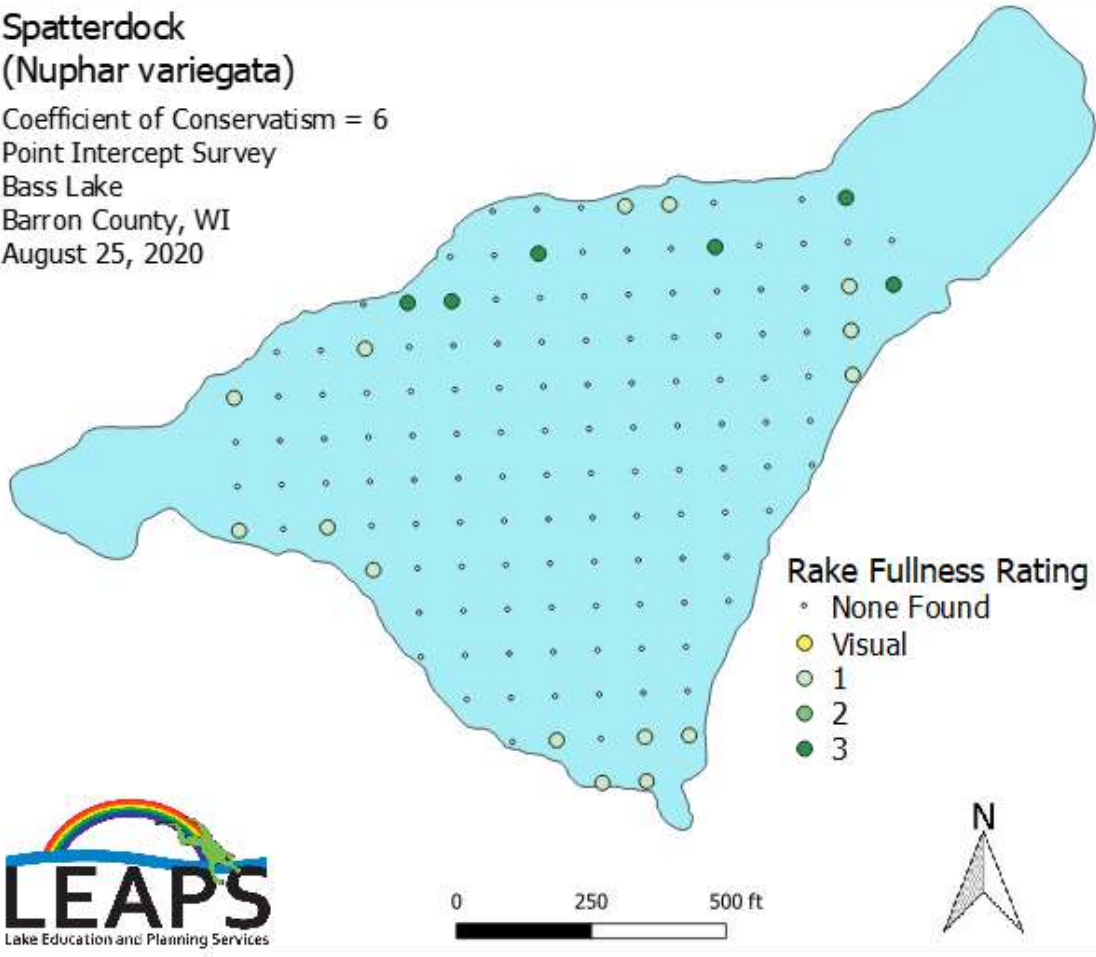 Spatterdock
(Nuphar variegata)
Coefficient of Conservatism = 6
Point Intercept Survey
Bass Lake
Barron County, WI
August 25, 2020
Rake Fullness Rating
None Found
Visual
1
2
3
LEAPS
Lake Education and Planning Services
0 250 500 ft
N